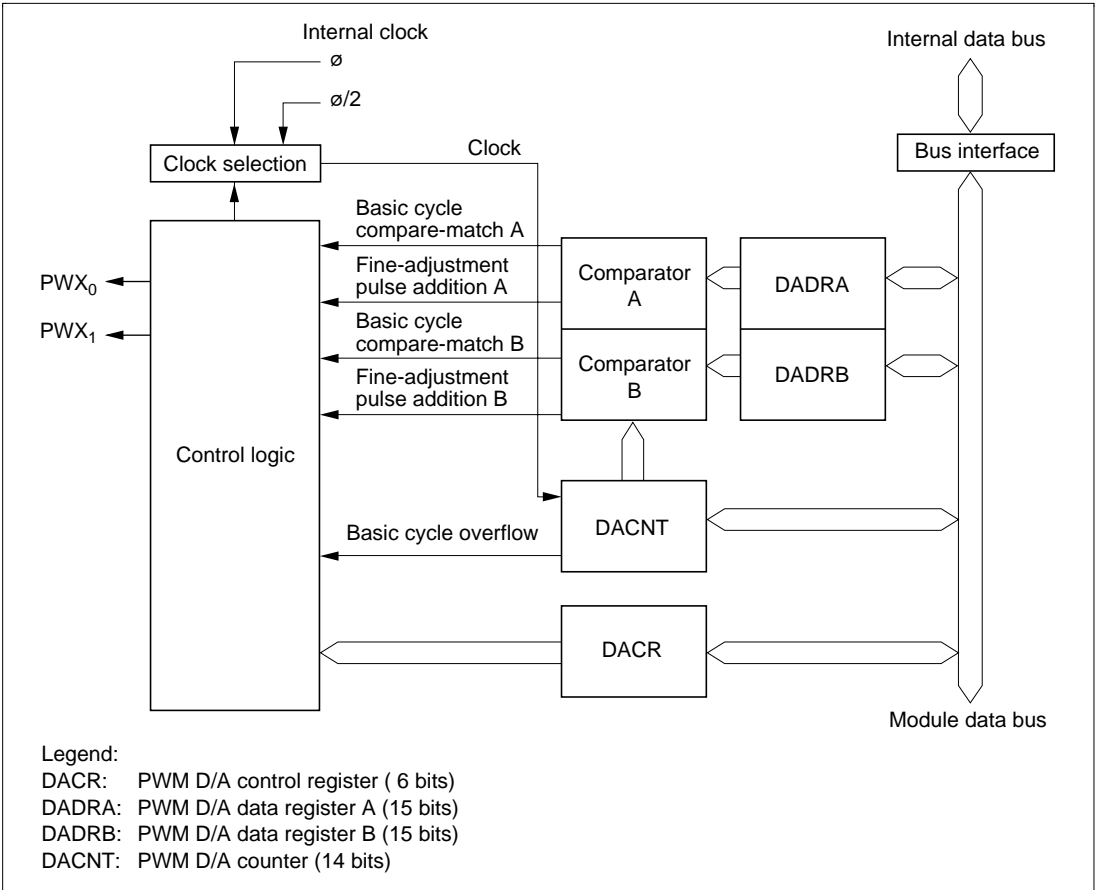 Internal clock
ø
ø/2
Internal data bus
Clock selection
Clock
Bus interface
Basic cycle
compare-match A
Fine-adjustment
pulse addition A
Basic cycle
compare-match B
Fine-adjustment
pulse addition B
Comparator
A
DADRA
Comparator
B
DADRB
PWX0
PWX1
Control logic
Basic cycle overflow
DACNT
DACR
Module data bus
Legend:
DACR: PWM D/A control register ( 6 bits)
DADRA: PWM D/A data register A (15 bits)
DADRB: PWM D/A data register B (15 bits)
DACNT: PWM D/A counter (14 bits)